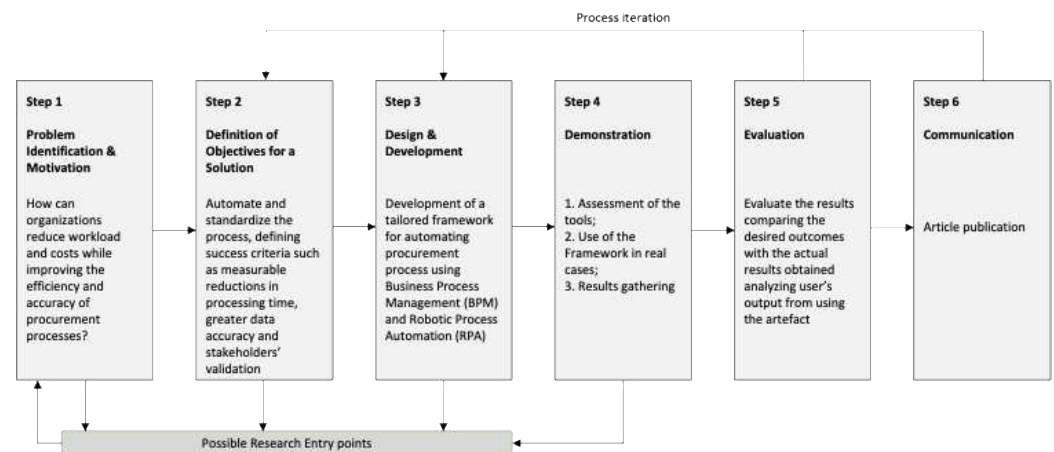 Process iteration
Step 1
Problem
Identification &
Motivation
How can
organizations
reduce workload
and costs while
improving the
efficiency and
accuracy of
procurement
processes?
Step 2
Definition of
Objectives for a
Solution
Automate and
standardize the
process, defining
success criteria such
as measurable
reductions in
processing time,
greater data
accuracy and
stakeholders'
validation
Step 3
Design &
Development
Development of a
tailored framework
for automating
procurement
process using
Business Process
Management (BPM)
and Robotic Process
Automation (RPA)
Step 4
Demonstration
1. Assessment of the
tools;
2. Use of the
Framework in real
cases;
3. Results gathering
Step 5
Evaluation
Evaluate the results
comparing the
desired outcomes
with the actual
results obtained
analyzing user's
output from using
the artefact
Step 6
Communication
Article publication
Possible Research Entry points